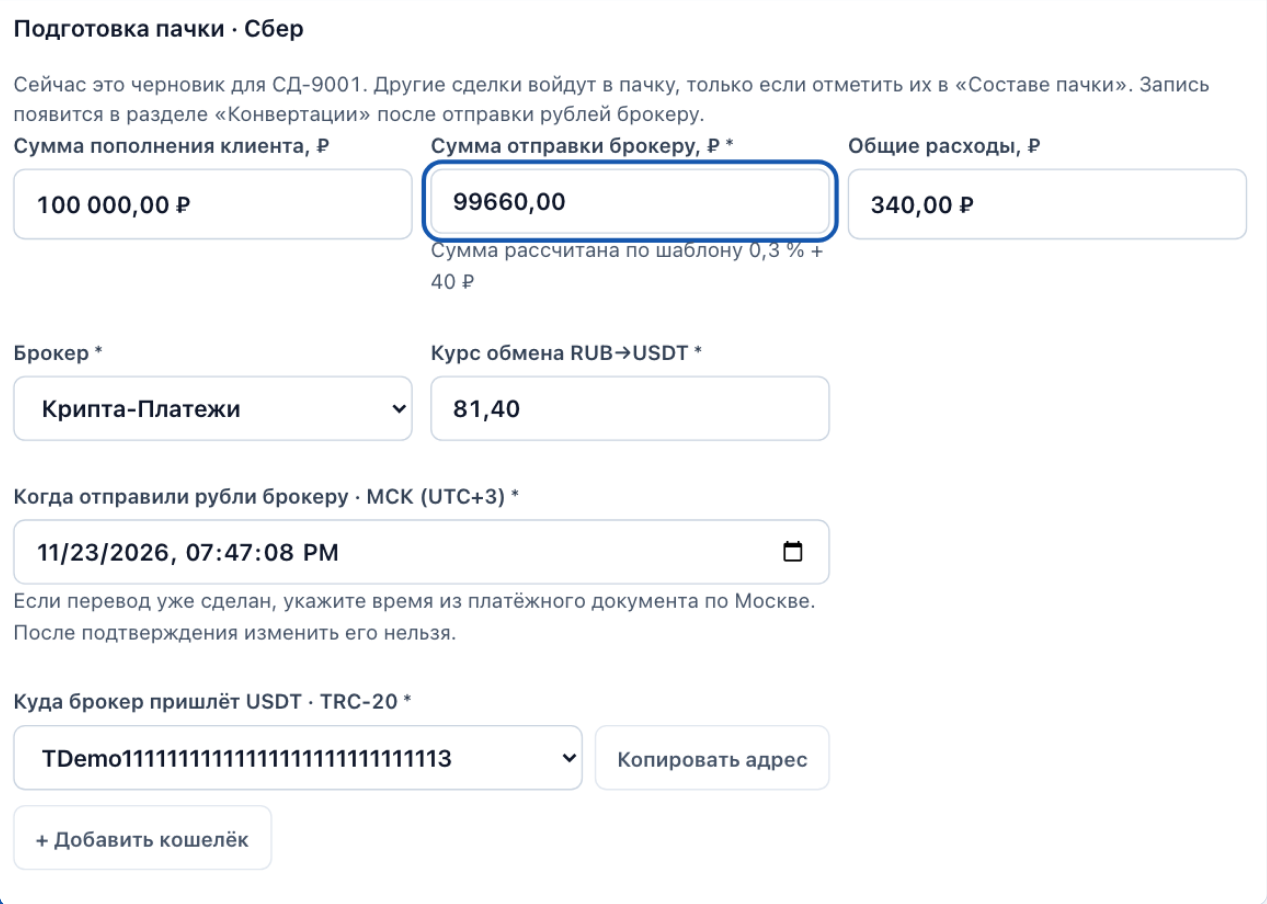 Подготовка пачки · Сбер
Сейчас это черновик для СД-9001. Другие сделки войдут в пачку, только если отметить их в «Составе пачки». Запись
появится в разделе «Конвертации» после отправки рублей брокеру.
Сумма пополнения клиента, ₽
Сумма отправки брокеру, ₽ *
Общие расходы, ₽
100 000,00 ₽
99660,00
340,00 ₽
Сумма рассчитана по шаблону 0,3 % +
40 ₽
Брокер *
Курс обмена RUB→USDT *
Крипта-Платежи
81,40
Когда отправили рубли брокеру · МСК (UTC+3) *
11/23/2026, 07:47:08 PM
Если перевод уже сделан, укажите время из платёжного документа по Москве.
После подтверждения изменить его нельзя.
Куда брокер пришлёт USDT · TRC-20 *
TDemo11111111111111111111111111113
Копировать адрес
+ Добавить кошелёк